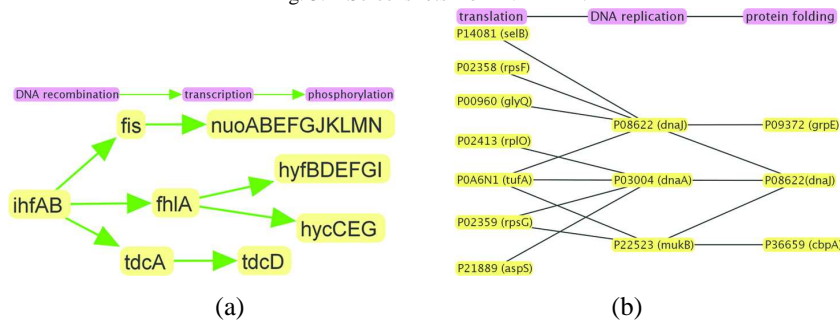 DNA recombination transcription phosphorylation
fis nuoABEFGJKLMN
hyfBDEFGI
ihfAB fhlA
hycCEG
tdcA tdcD
(a)
translation DNA replication protein folding
P14081 (selB)
P02358 (rpsF)
P00960 (glyQ)
P08622 (dnaJ) P09372 (grpE)
P02413 (rplO)
P0A6N1 (tufA) P03004 (dnaA) P08622(dnaJ)
P02359 (rpsG)
P22523 (mukB) P36659 (cbpA)
P21889 (aspS)
(b)